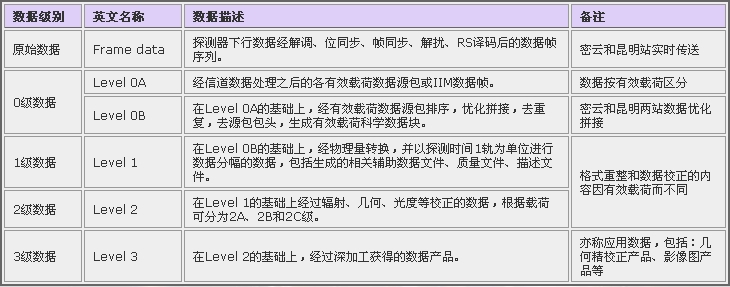 数据级别 英文名称 数据描述 备注
原始数据 Frame data 探测器下行数据经解调、位同步、帧同步、解扰、RS译码后的数据帧
序列。 密云和昆明站实时传送
0级数据 Level 0A 经信道数据处理之后的各有效载荷数据源包或IIM数据帧。 数据按有效载荷区分
Level 0B 在Level 0A的基础上，经有效载荷数据源包排序，优化拼接，去重
复，去源包包头，生成有效载荷科学数据块。 密云和昆明两站数据优化
拼接
1级数据 Level 1 在Level 0B的基础上，经物理量转换，并以探测时间1轨为单位进行
数据分幅的数据，包括生成的相关辅助数据文件、质量文件、描述文
件。 格式重整和数据校正的内
容因有效载荷而不同
2级数据 Level 2 在Level 1的基础上经过辐射、几何、光度等校正的数据，根据载荷
可分为2A、2B和2C级。
3级数据 Level 3 在Level 2的基础上，经过深加工获得的数据产品。 亦称应用数据，包括：几
何精校正产品、影像图产
品等